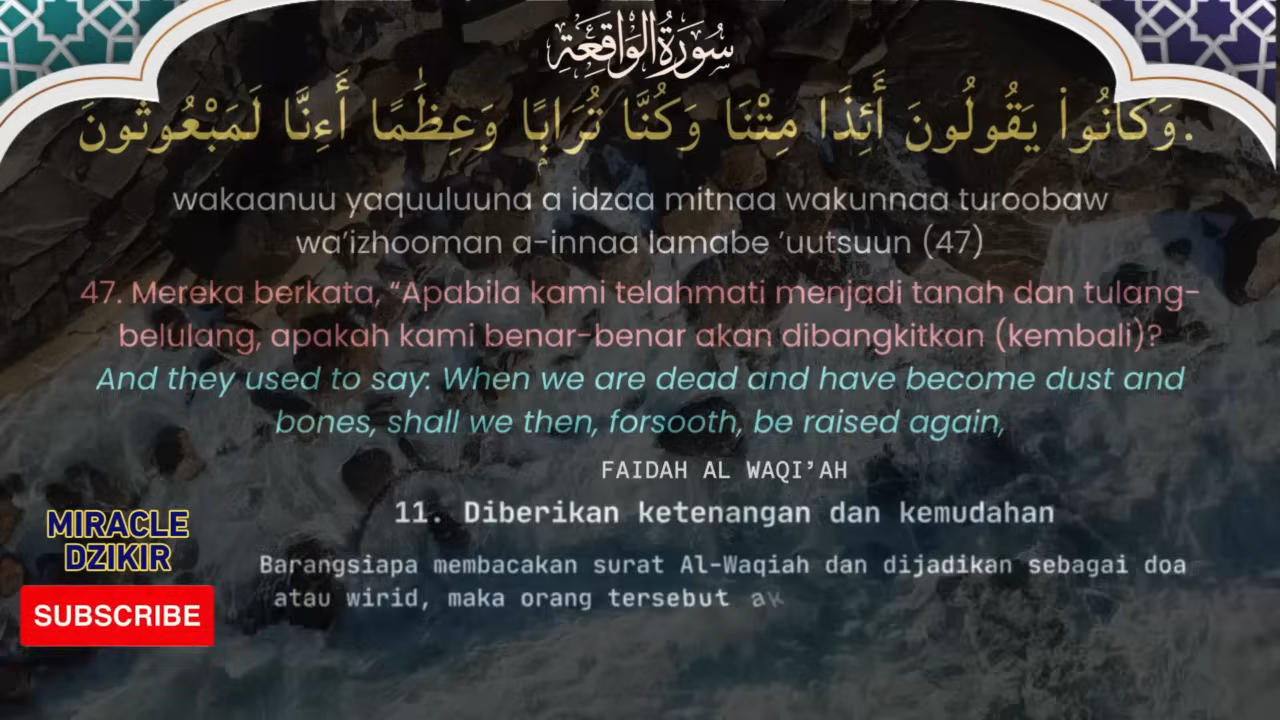 سُورَةُ الْوَاقِعَةِ
وَكَانُوا۟ يَقُولُونَ أَئِذَا مِتْنَا وَكُنَّا تُرَابًۭا وَعِظَٰمًا أَءِنَّا لَمَبْعُوثُونَ.
wakaanuu yaquuluuna a idzaa mitnaa wakunnaa turoobaw
wa’izhooman a-innaa lamabe ’uutsuun (47)
47. Mereka berkata, “Apabila kami telahmati menjadi tanah dan tulang-
belulang, apakah kami benar-benar akan dibangkitkan (kembali)?
And they used to say: When we are dead and have become dust and
bones, shall we then, forsooth, be raised again,
FAIDAH AL WAQI’AH
11. Diberikan ketenangan dan kemudahan
Barangsiapa membacakan surat Al-Waqiah dan dijadikan sebagai doa
atau wirid, maka orang tersebut ak
MIRACLE
DZIKIR
SUBSCRIBE